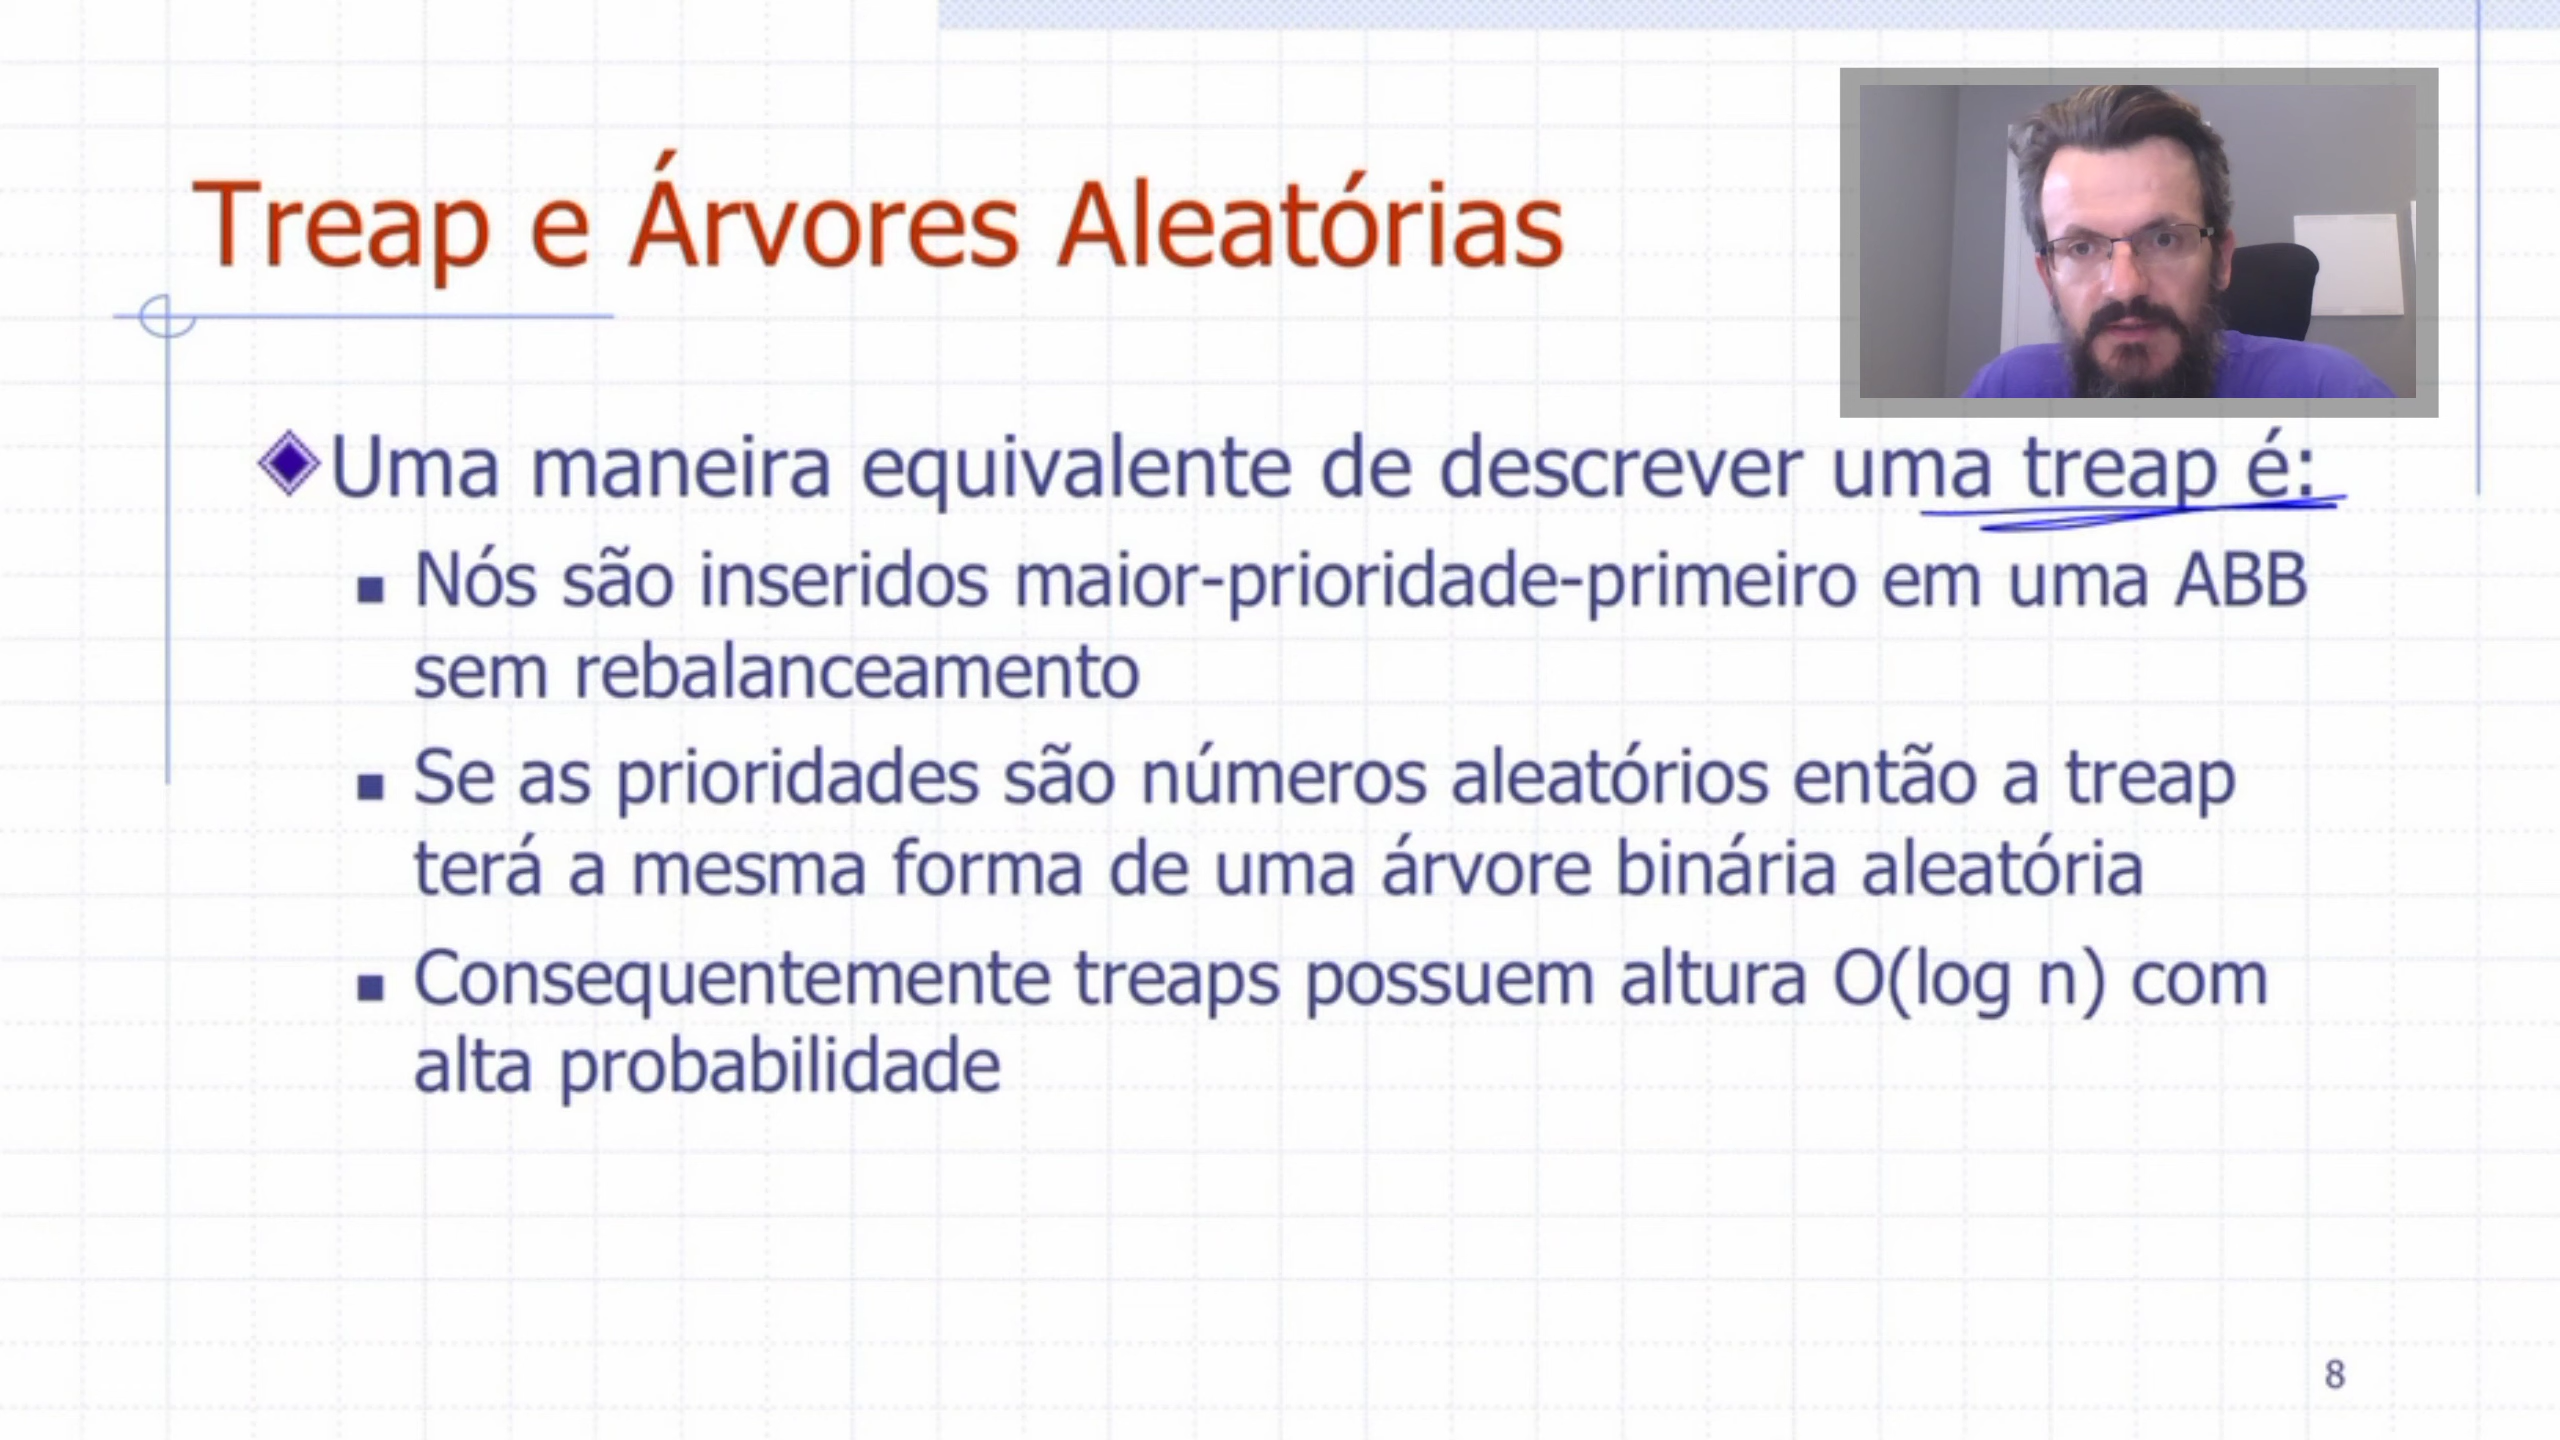 Treap e Árvores Aleatórias
Uma maneira equivalente de descrever uma treap é:
Nós são inseridos maior-prioridade-primeiro em uma ABB
sem rebalanceamento
Se as prioridades são números aleatórios então a treap
terá a mesma forma de uma árvore binária aleatória
Consequentemente treaps possuem altura O(log n) com
alta probabilidade
8